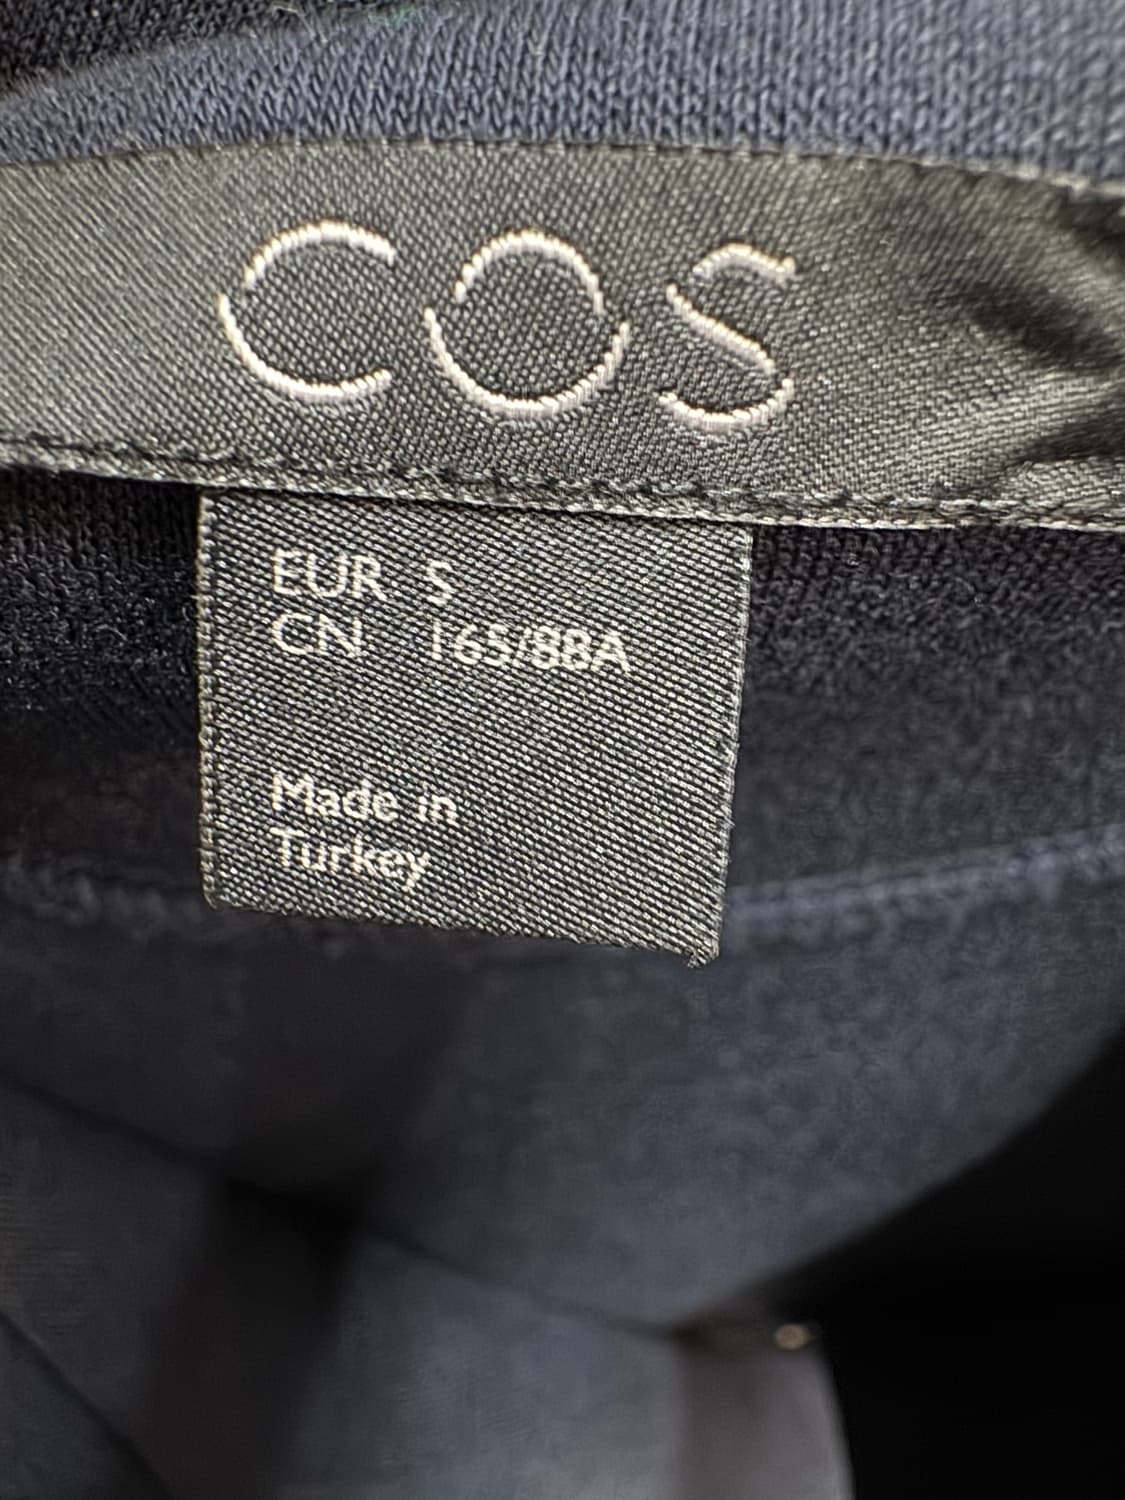 COS
EUR S
CN 165/88A
Made in
Turkey